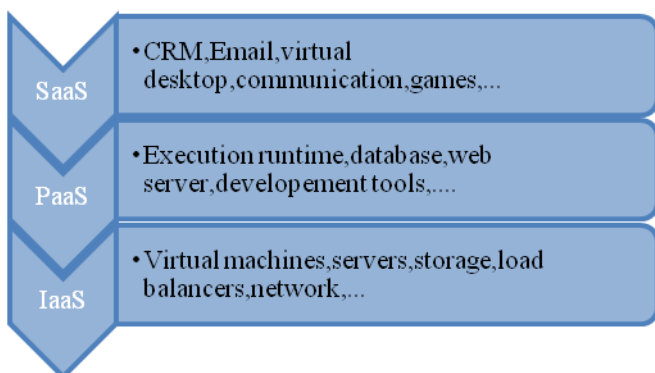 SaaS
•CRM,Email,virtual
desktop,communication,games,...
PaaS
•Execution runtime,database,web
server,developement tools,....
IaaS
•Virtual machines,servers,storage,load
balancers,network,...